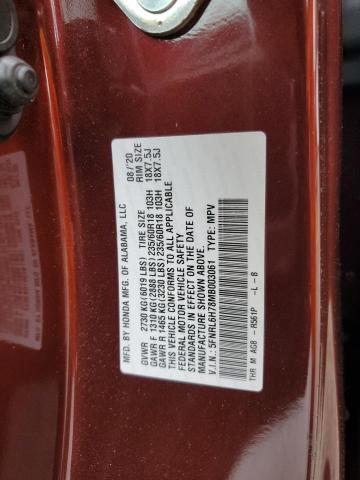 MFD. BY HONDA MFG. OF ALABAMA, LLC 08/'20
GVWR 2730 KG(6019 LBS) TIRE SIZE RIM SIZE
GAWR F 1310 KG(2888 LBS) 235/60R18 103H 18X7.5J
GAWR R 1465 KG(3230 LBS) 235/60R18 103H 18X7.5J
THIS VEHICLE CONFORMS TO ALL APPLICABLE
FEDERAL MOTOR VEHICLE SAFETY
STANDARDS IN EFFECT ON THE DATE OF
MANUFACTURE SHOWN ABOVE.
V.I.N.: 5FNRL6H73MB000061 TYPE: MPV
THR M AG8 - R561P -L-B